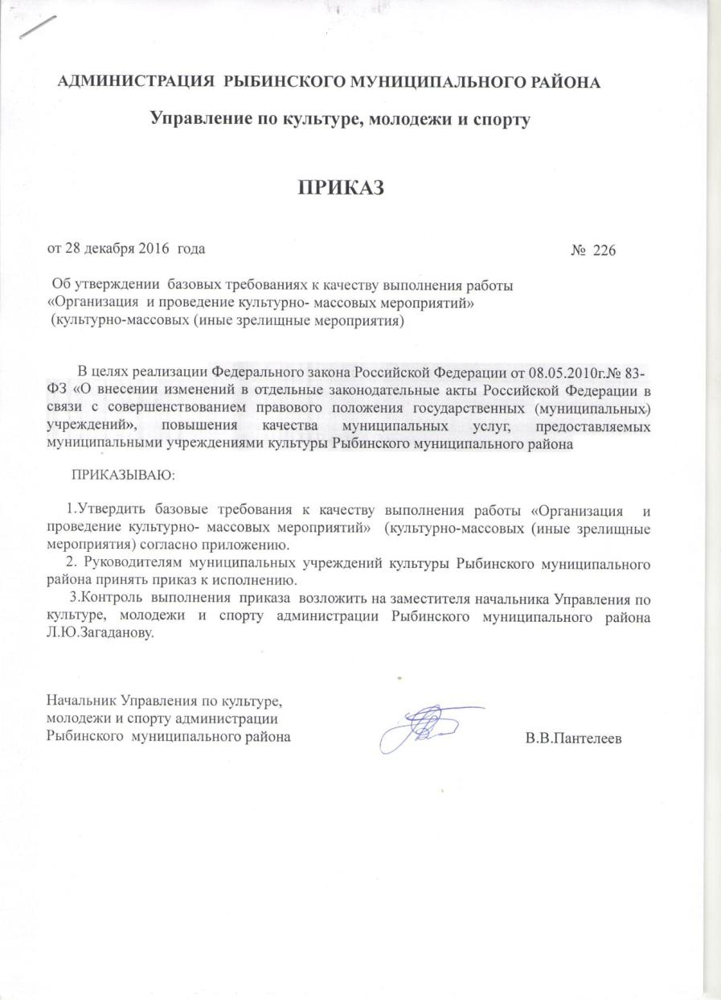 АДМИНИСТРАЦИЯ РЫБИНСКОГО МУНИЦИПАЛЬНОГО РАЙОНА
Управление по культуре, молодежи и спорту
ПРИКАЗ
от 28 декабря 2016 года № 226
Об утверждении базовых требованиях к качеству выполнения работы
«Организация и проведение культурно- массовых мероприятий»
(культурно-массовых (иные зрелищные мероприятия)
В целях реализации Федерального закона Российской Федерации от 08.05.2010г.№ 83-
ФЗ «О внесении изменений в отдельные законодательные акты Российской Федерации в
связи с совершенствованием правового положения государственных (муниципальных)
учреждений», повышения качества муниципальных услуг, предоставляемых
муниципальными учреждениями культуры Рыбинского муниципального района
ПРИКАЗЫВАЮ:
1.Утвердить базовые требования к качеству выполнения работы «Организация и
проведение культурно- массовых мероприятий» (культурно-массовых (иные зрелищные
мероприятия) согласно приложению.
2. Руководителям муниципальных учреждений культуры Рыбинского муниципального
района принять приказ к исполнению.
3.Контроль выполнения приказа возложить на заместителя начальника Управления по
культуре, молодежи и спорту администрации Рыбинского муниципального района
Л.Ю.Загаданову.
Начальник Управления по культуре,
молодежи и спорту администрации
Рыбинского муниципального района В.В.Пантелеев